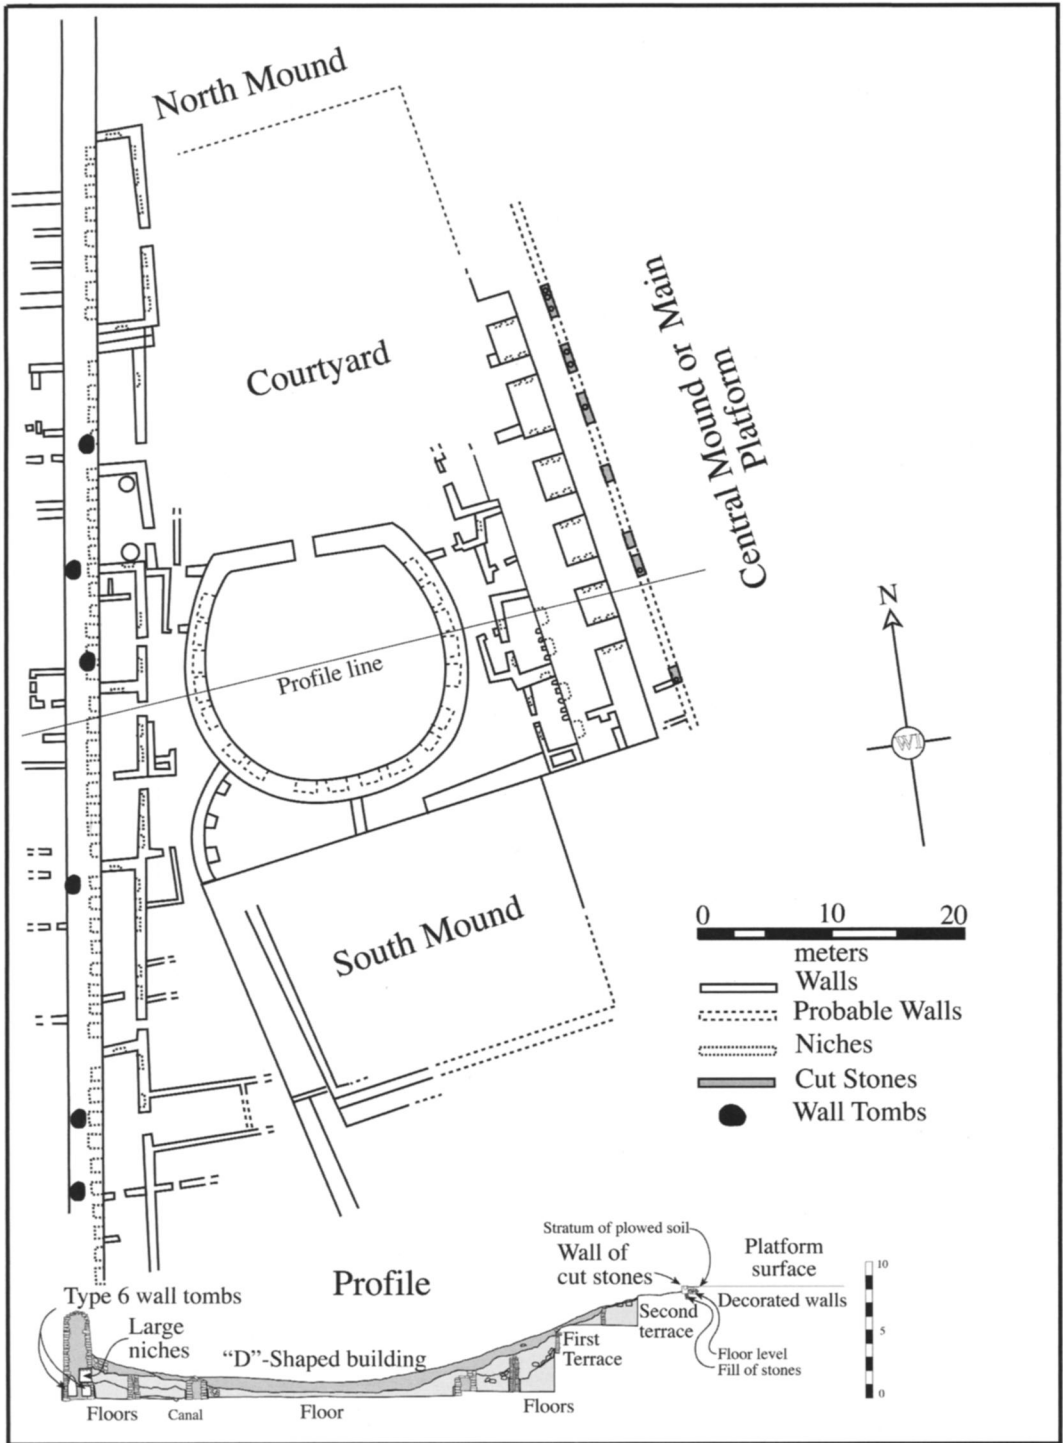 North Mound
Courtyard
Central Mound or Main
Platform
Profile line
N
WI
South Mound
0 10 20
meters
Walls
Probable Walls
Niches
Cut Stones
Wall Tombs
Profile
Stratum of plowed soil
Wall of
cut stones
Platform
surface
10
5
0
Type 6 wall tombs
Large
niches
"D"-Shaped building
First
Terrace
Second
terrace
Decorated walls
Floor level
Fill of stones
Floors
Canal
Floor
Floors